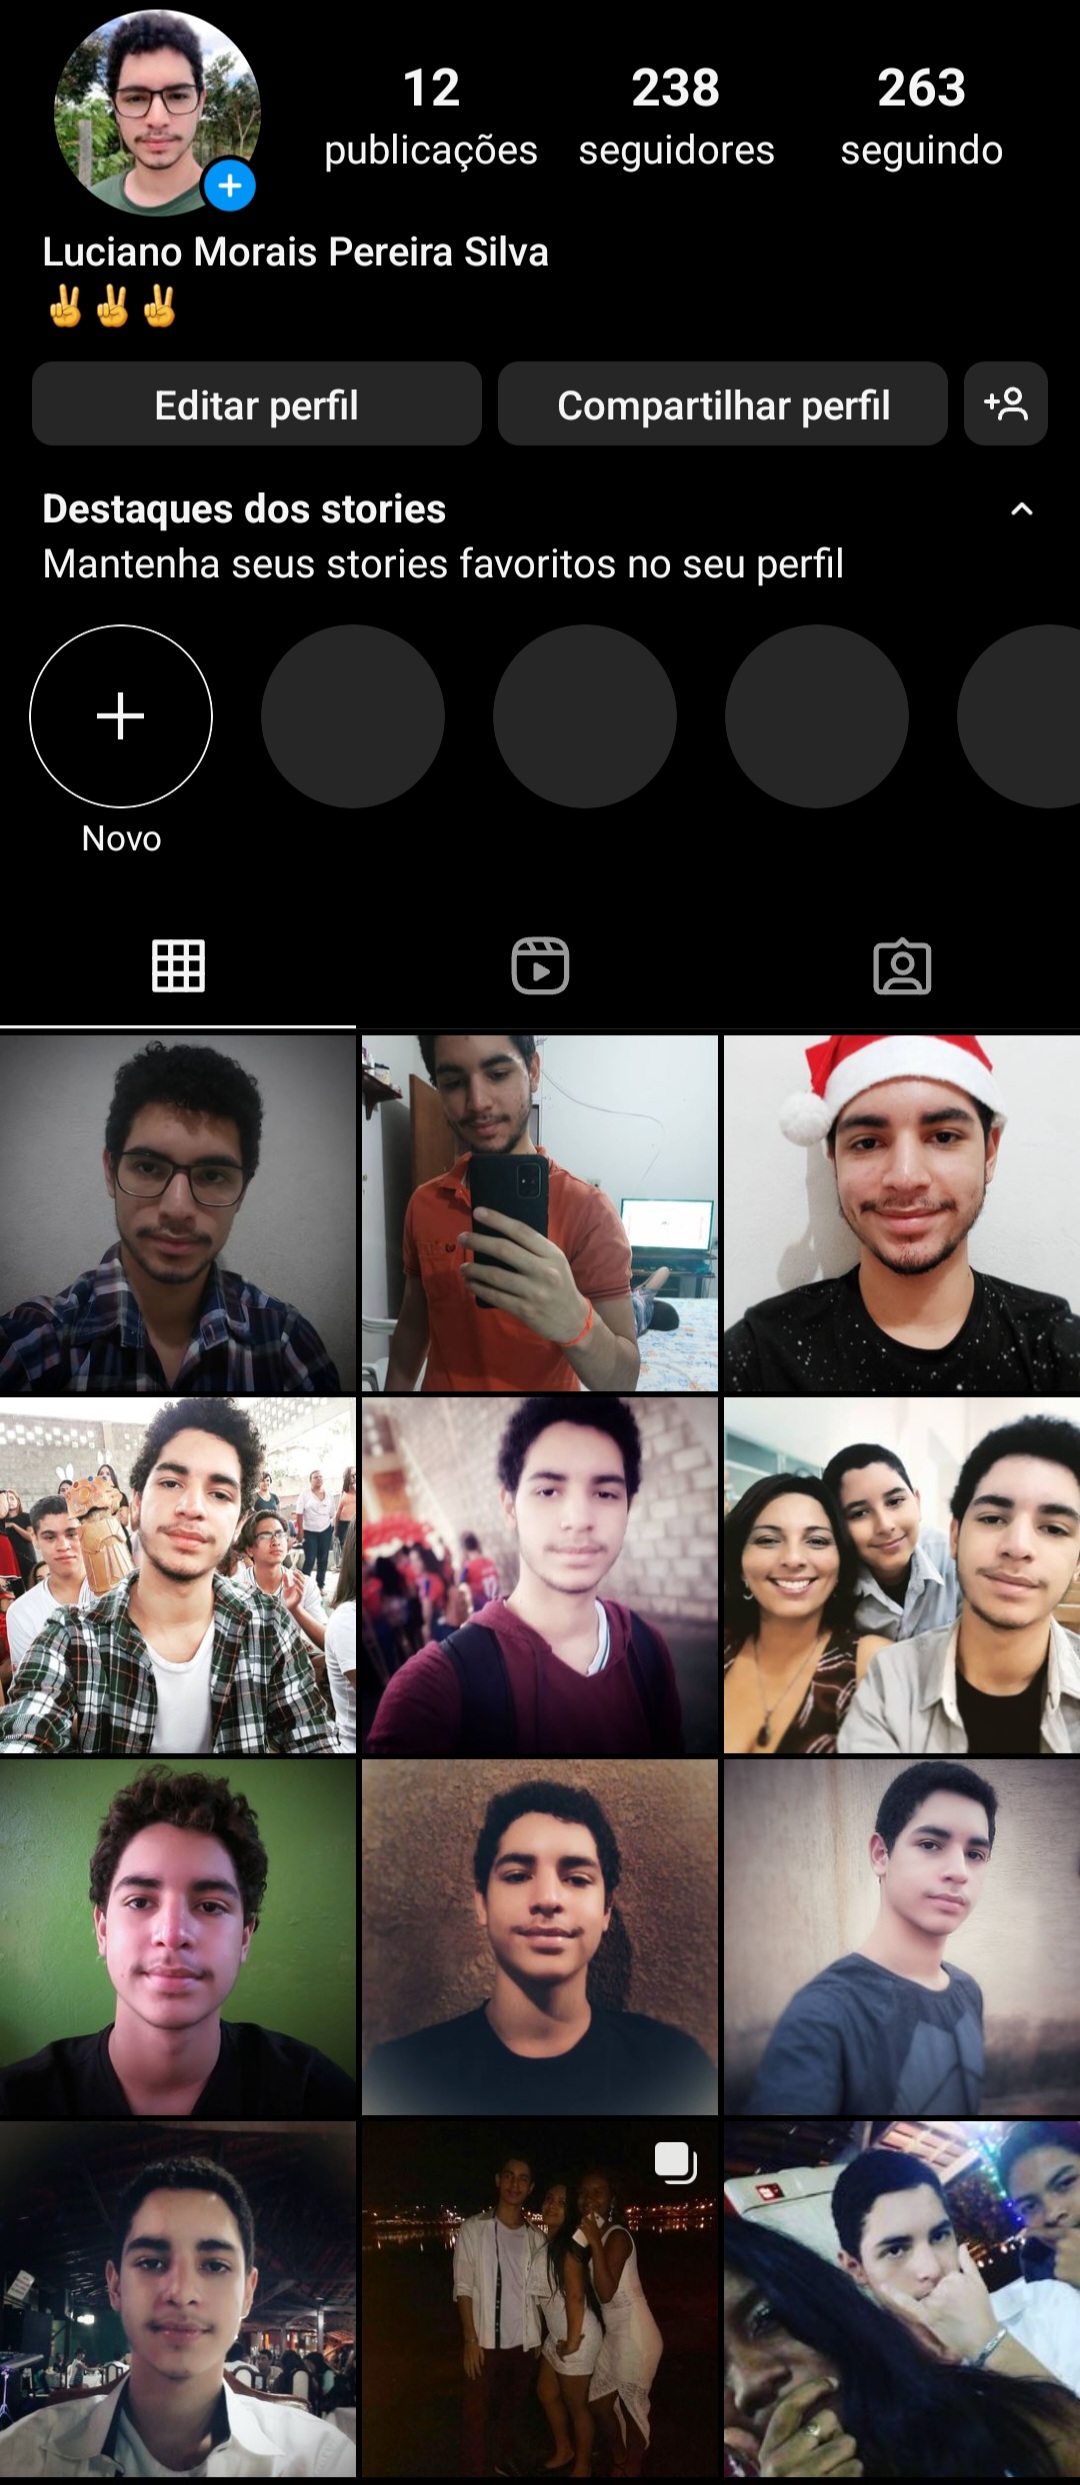 12 238 263
publicações seguidores seguindo
Luciano Morais Pereira Silva
✌️✌️✌️
Editar perfil Compartilhar perfil
Destaques dos stories
Mantenha seus stories favoritos no seu perfil
Novo